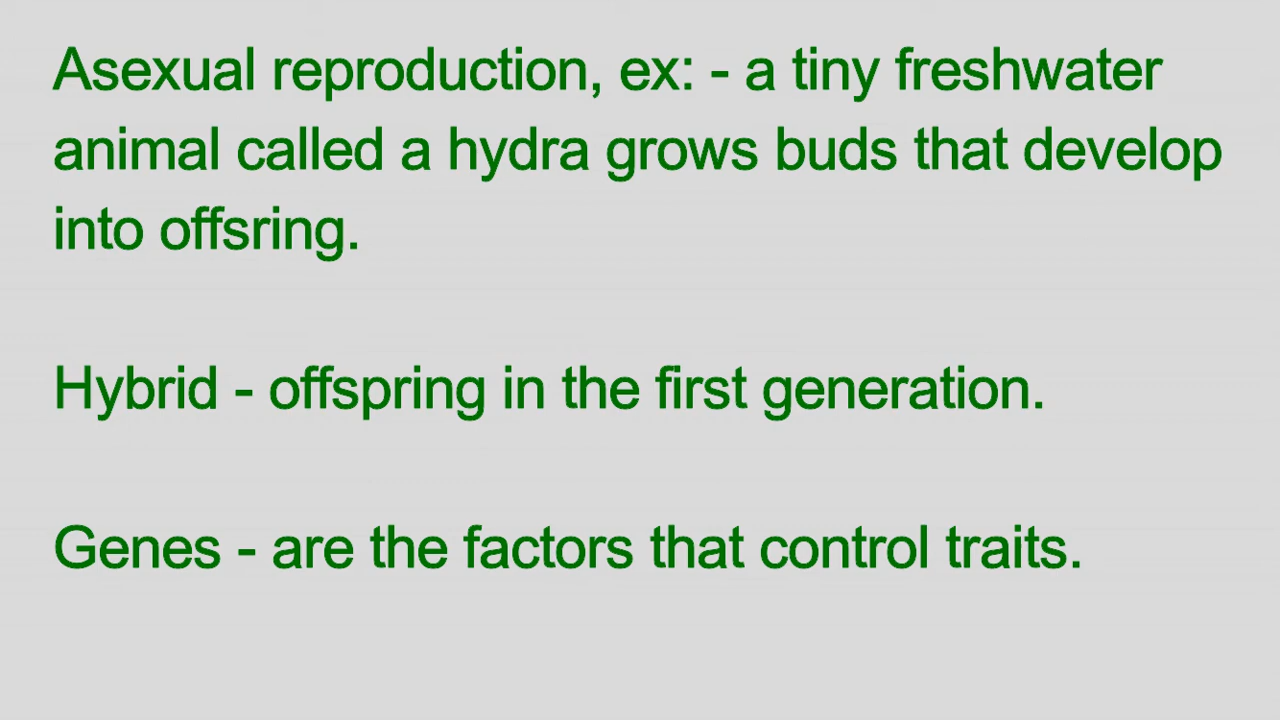 Asexual reproduction, ex: - a tiny freshwater
animal called a hydra grows buds that develop
into offsring.
Hybrid - offspring in the first generation.
Genes - are the factors that control traits.